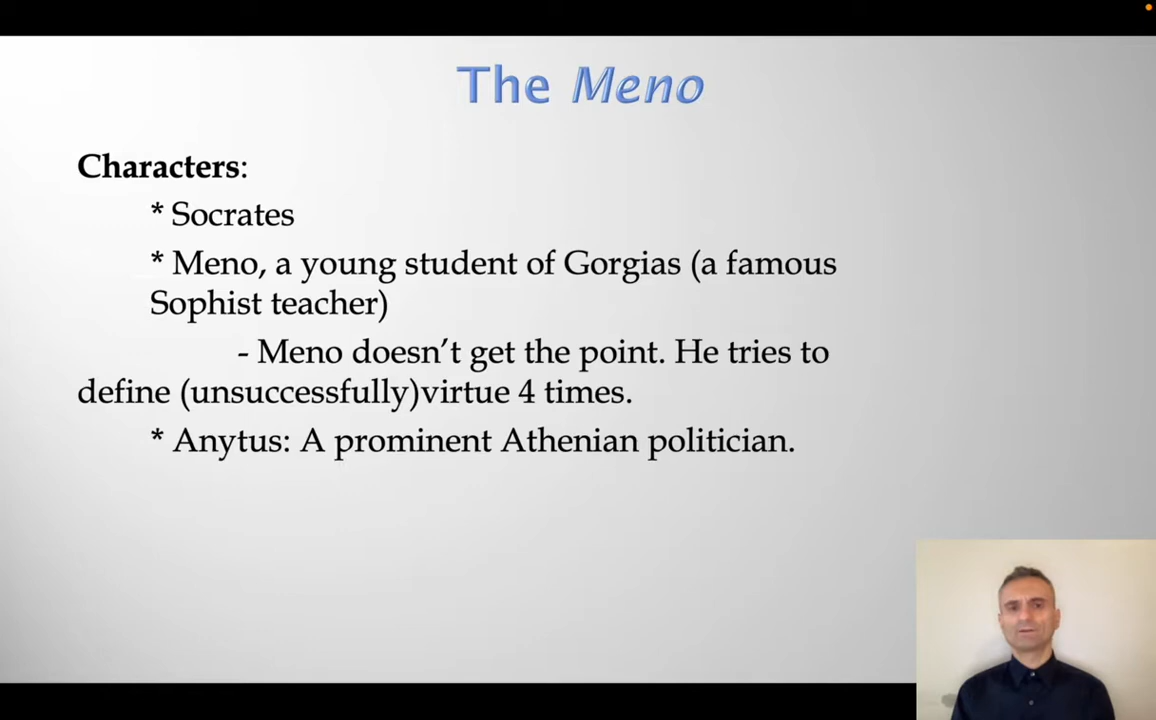 The Meno
Characters:
* Socrates
* Meno, a young student of Gorgias (a famous
Sophist teacher)
- Meno doesn’t get the point. He tries to
define (unsuccessfully)virtue 4 times.
* Anytus: A prominent Athenian politician.